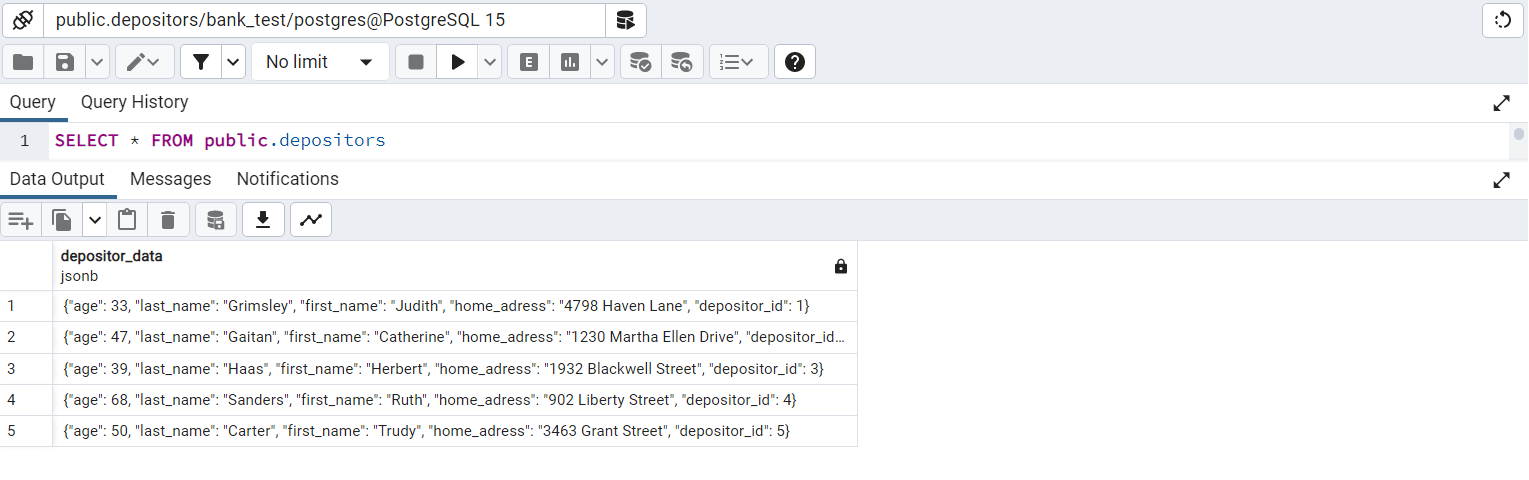 public.depositors/bank_test/postgres@PostgreSQL 15
No limit
E
Query Query History
1 SELECT * FROM public.depositors
Data Output Messages Notifications
depositor_data
jsonb
1 {"age": 33, "last_name": "Grimsley", "first_name": "Judith", "home_adress": "4798 Haven Lane", "depositor_id": 1}
2 {"age": 47, "last_name": "Gaitan", "first_name": "Catherine", "home_adress": "1230 Martha Ellen Drive", "depositor_id...
3 {"age": 39, "last_name": "Haas", "first_name": "Herbert", "home_adress": "1932 Blackwell Street", "depositor_id": 3}
4 {"age": 68, "last_name": "Sanders", "first_name": "Ruth", "home_adress": "902 Liberty Street", "depositor_id": 4}
5 {"age": 50, "last_name": "Carter", "first_name": "Trudy", "home_adress": "3463 Grant Street", "depositor_id": 5}